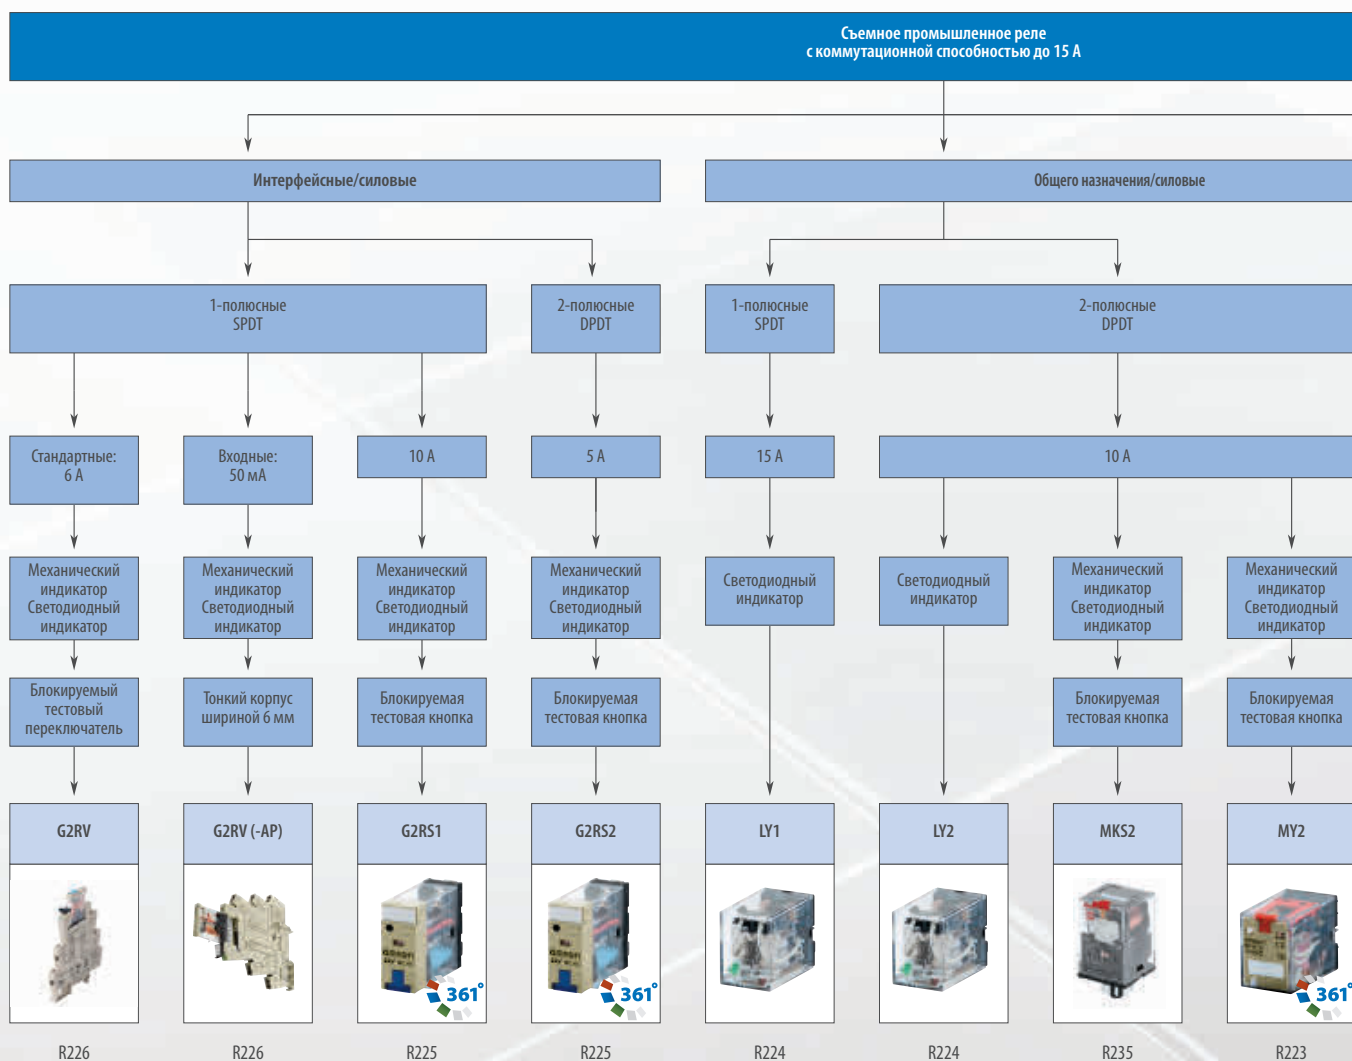 Съемное промышленное реле
с коммутационной способностью до 15 А
Интерфейсные/силовые
Общего назначения/силовые
1-полюсные
SPDT
2-полюсные
DPDT
1-полюсные
SPDT
2-полюсные
DPDT
Стандартные:
6 А
Входные:
50 мА
10 А
5 А
15 А
10 А
Механический
индикатор
Светодиодный
индикатор
Механический
индикатор
Светодиодный
индикатор
Механический
индикатор
Светодиодный
индикатор
Механический
индикатор
Светодиодный
индикатор
Светодиодный
индикатор
Светодиодный
индикатор
Механический
индикатор
Светодиодный
индикатор
Механический
индикатор
Светодиодный
индикатор
Блокируемый
тестовый
переключатель
Тонкий корпус
шириной 6 мм
Блокируемая
тестовая кнопка
Блокируемая
тестовая кнопка
Блокируемая
тестовая кнопка
Блокируемая
тестовая кнопка
G2RV
G2RV (-AP)
G2RS1
G2RS2
LY1
LY2
MKS2
MY2
361°
361°
361°
R226
R226
R225
R225
R224
R224
R235
R223